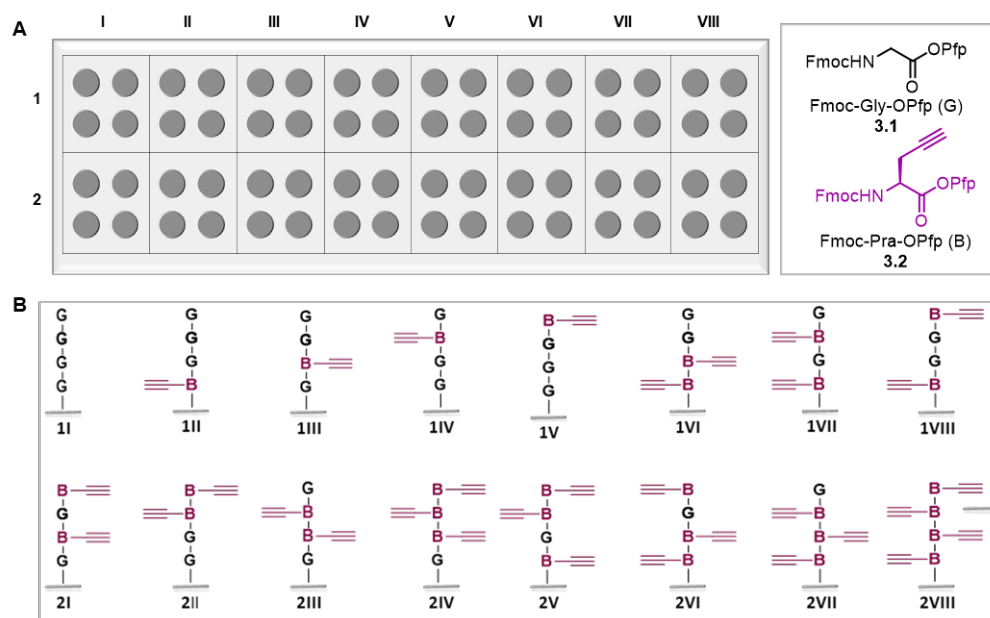 A
I II III IV V VI VII VIII
1
2
FmocHN OPfp
O
Fmoc-Gly-OPfp (G)
3.1
FmocHN OPfp
O
Fmoc-Pra-OPfp (B)
3.2
B
G G G G B G G B
G G G B G G B G
G G B G G B G G
G B G G G B B B
1I 1II 1III 1IV 1V 1VI 1VII 1VIII
B B G B B B G B
G B B B B G B B
B G B B G B B B
G G G G B B B B
2I 2II 2III 2IV 2V 2VI 2VII 2VIII